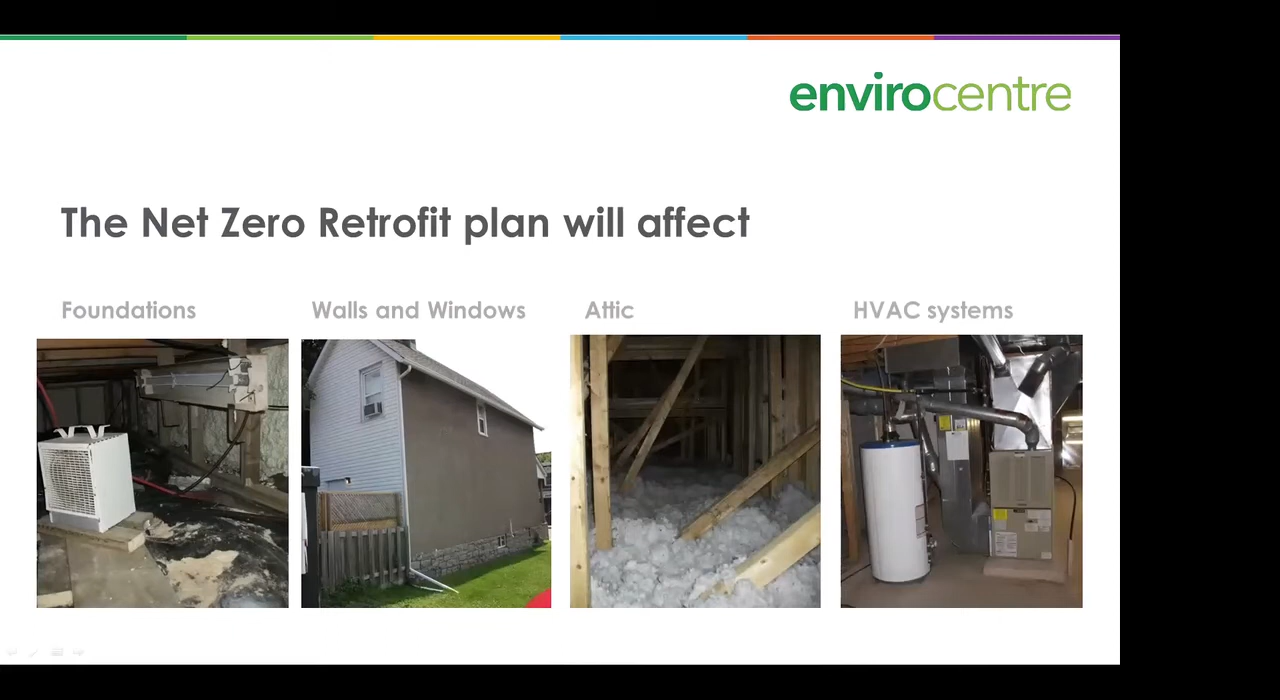 envirocentre
The Net Zero Retrofit plan will affect
Foundations
Walls and Windows
Attic
HVAC systems